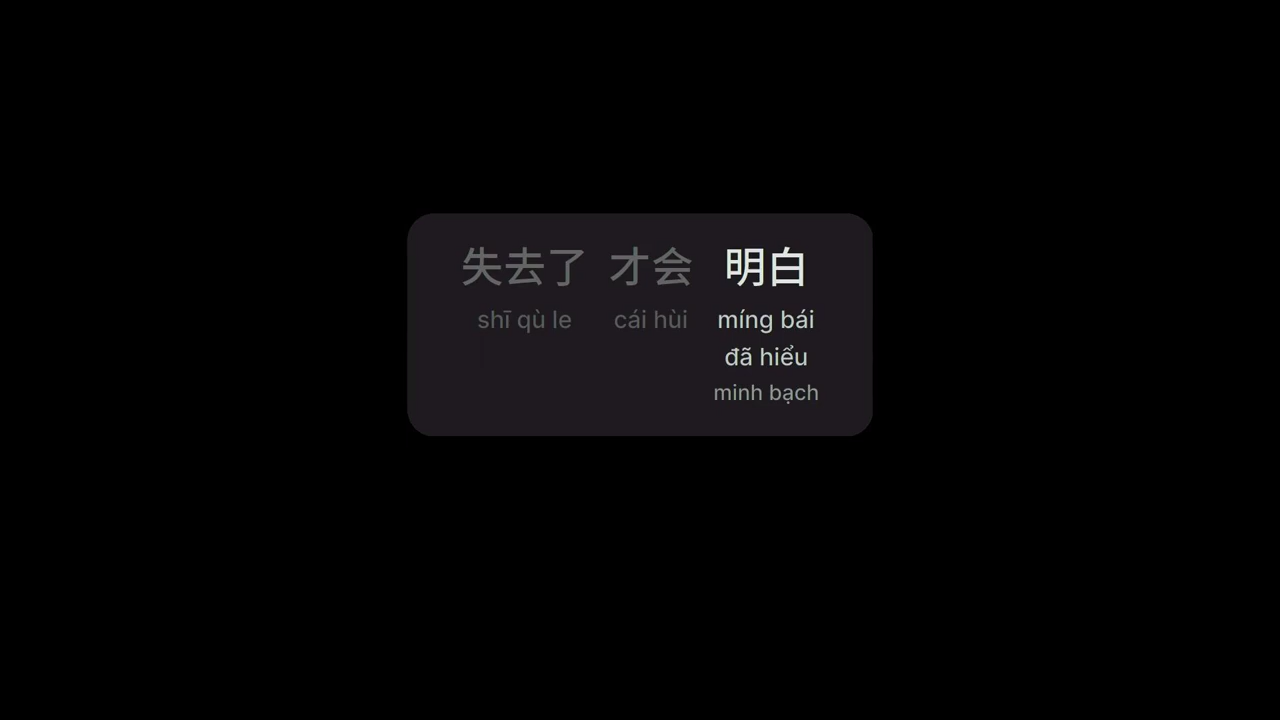 失去了 才会 明白
shī qù le cái hùi míng bái
đã hiểu
minh bạch